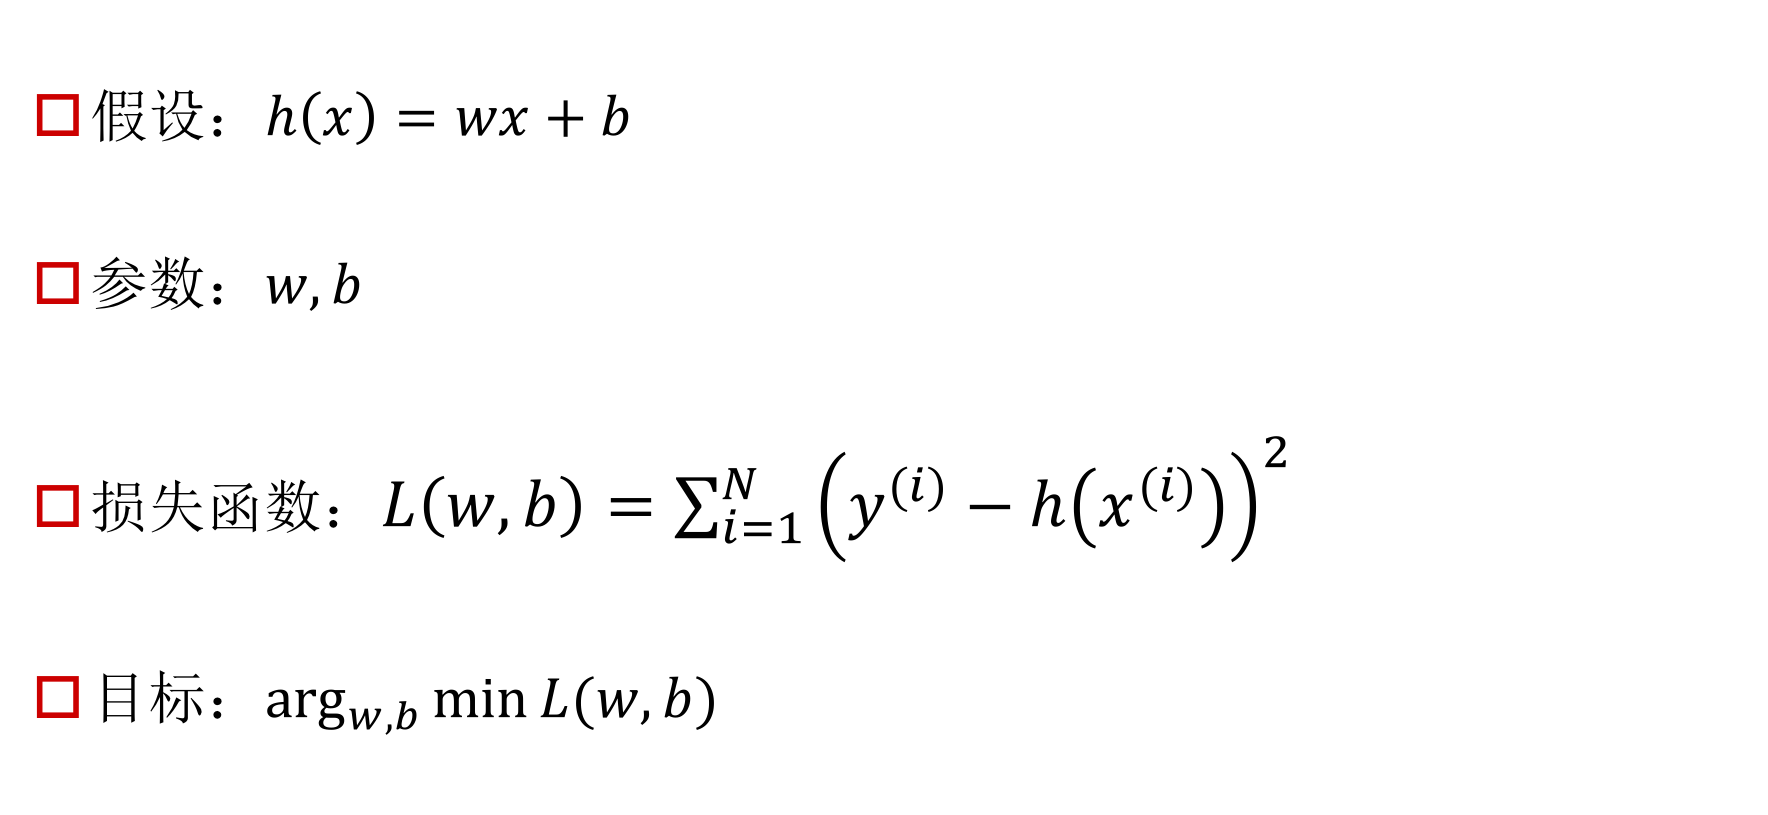 假设：h(x) = wx + b
参数：w, b
损失函数：L(w, b) = ∑_{i=1}^{N} (y^{(i)} − h(x^{(i)}))^2
目标：arg_{w,b} min L(w, b)